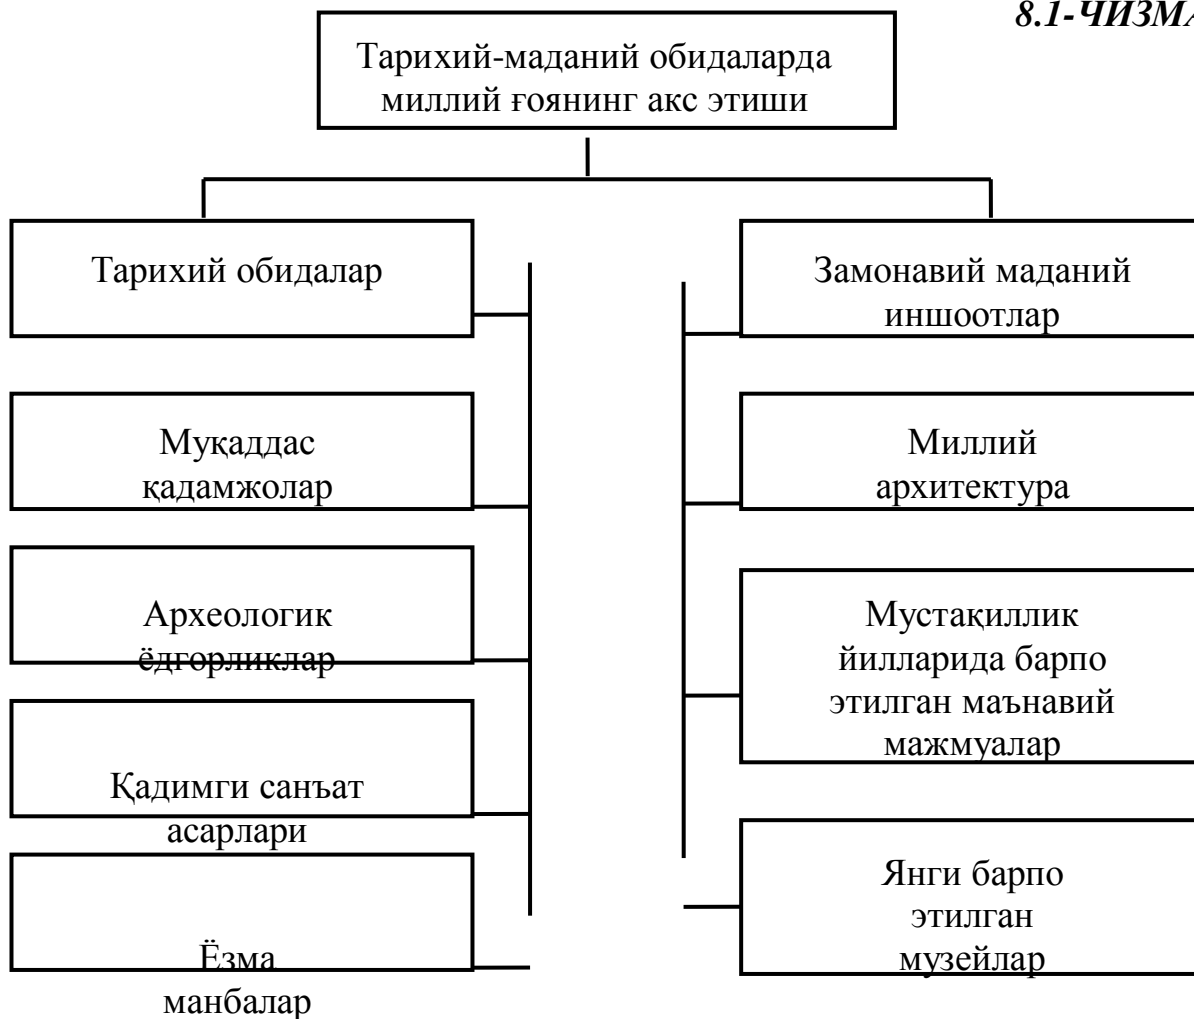 8.1-ЧИЗМА
Тарихий-маданий обидаларда
миллий ғоянинг акс этиши
Тарихий обидалар
Муқаддас
қадамжолар
Археологик
ёдгорликлар
Қадимги санъат
асарлари
Ёзма
манбалар
Замонавий маданий
иншоотлар
Миллий
архитектура
Мустақиллик
йилларида барпо
этилган маънавий
мажмуалар
Янги барпо
этилган
музейлар